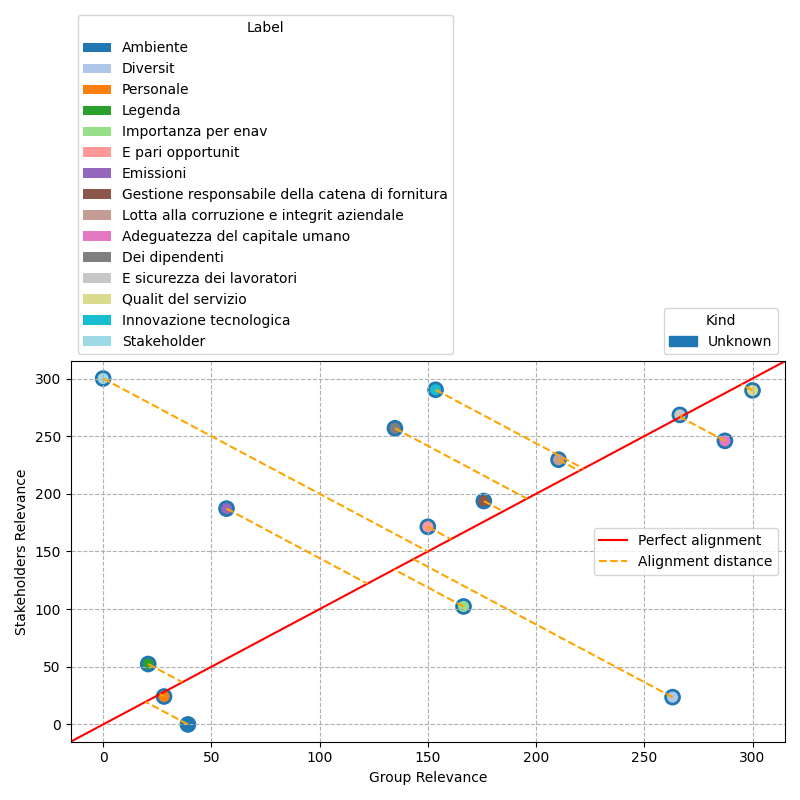 Label
Ambiente
Diversit
Personale
Legenda
Importanza per enav
E pari opportunit
Emissioni
Gestione responsabile della catena di fornitura
Lotta alla corruzione e integrit aziendale
Adeguatezza del capitale umano
Dei dipendenti
E sicurezza dei lavoratori
Qualit del servizio
Innovazione tecnologica
Stakeholder
Kind
Unknown
300
250
200
150
100
50
0
Stakeholders Relevance
Perfect alignment
Alignment distance
0 50 100 150 200 250 300
Group Relevance